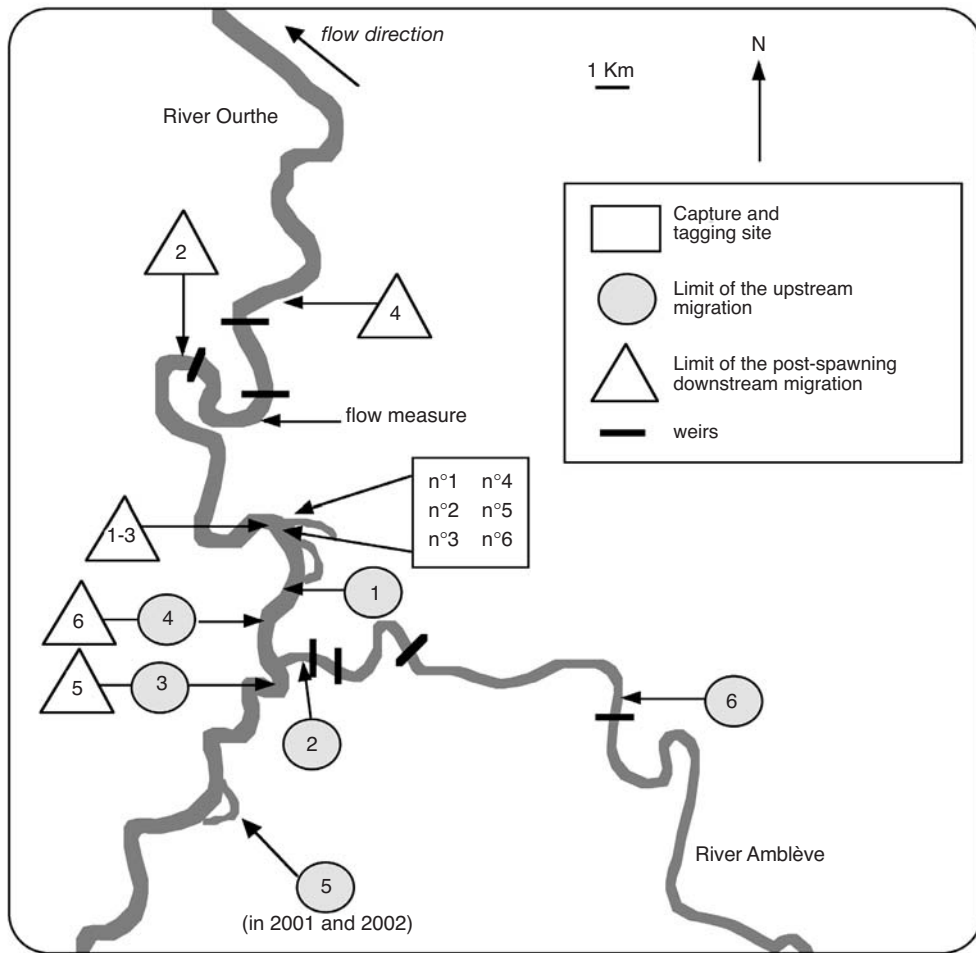 flow direction
N
1 Km
River Ourthe
Capture and
tagging site
Limit of the upstream
migration
Limit of the post-spawning
downstream migration
weirs
2
4
flow measure
n°1 n°4
n°2 n°5
n°3 n°6
1-3
1
6 4
5 3
2
6
River Amblève
5
(in 2001 and 2002)